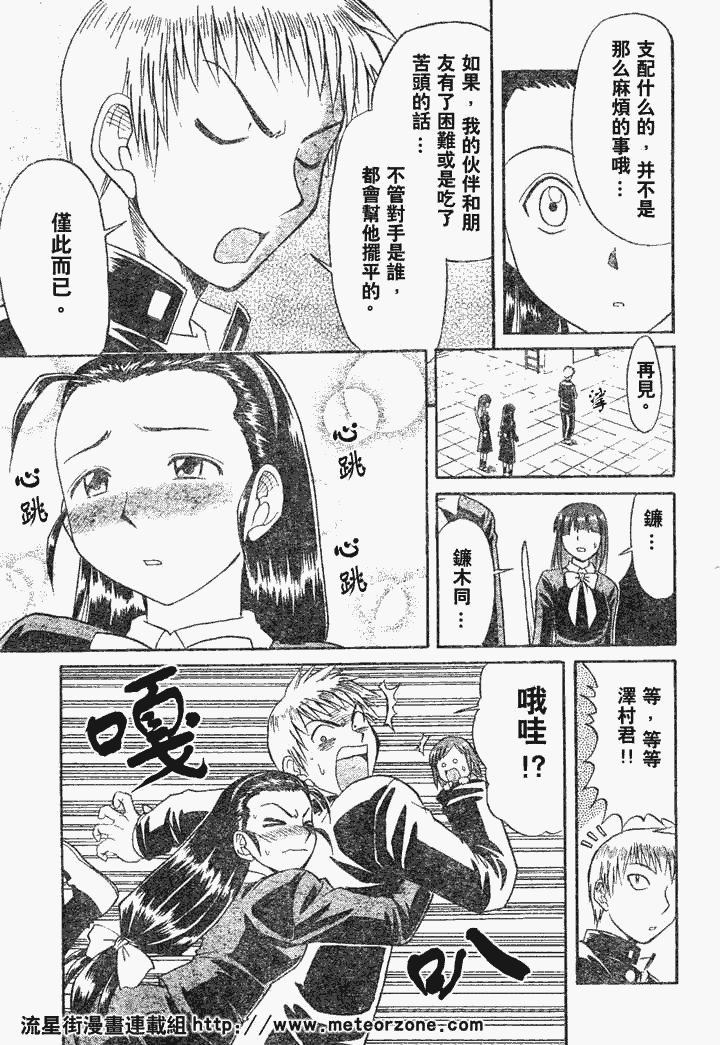 支配什么的，并不是
那么麻煩的事哦…
如果，我的伙伴和朋
友有了困難或是吃了
苦頭的話…
不管對手是誰，
都會幫他擺平的。
僅此而已。
再見。
心跳
心跳
心跳
鐮…
鐮木同…
等，等等
澤村君!!
哦哇!?
嘎
叭
流星街漫畫連載組 http://www.meteorzone.com/